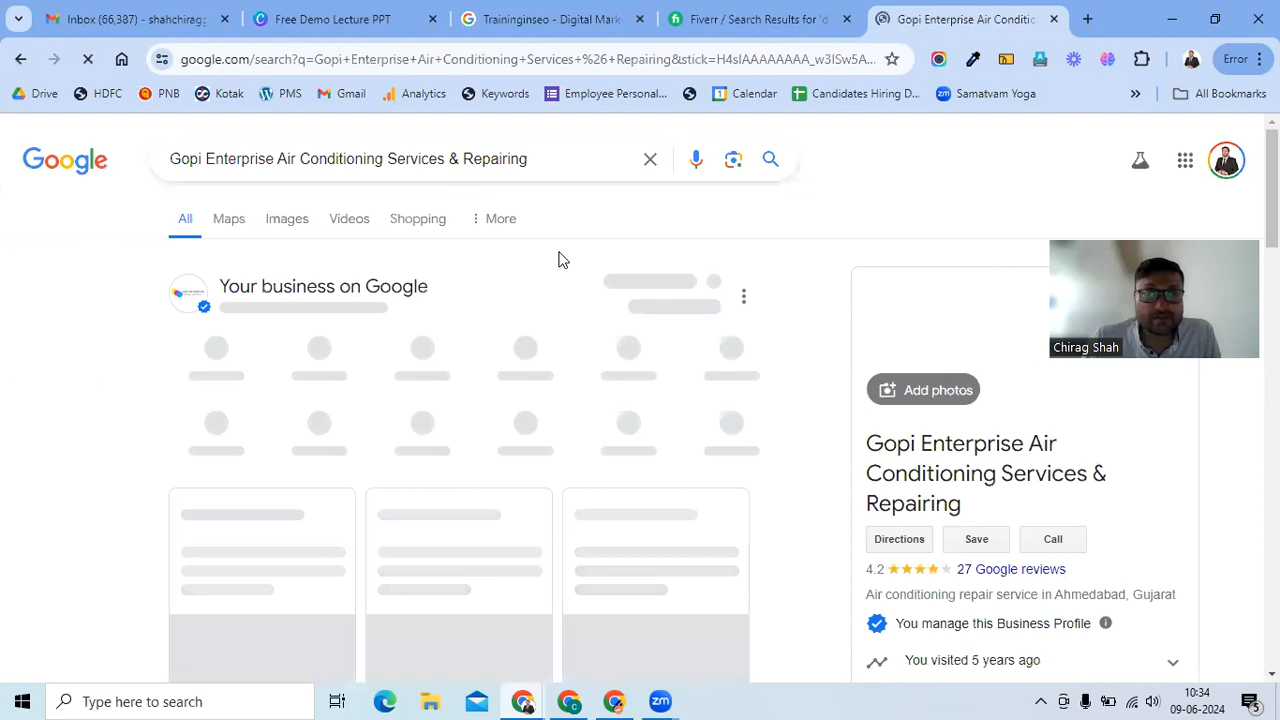 Inbox (66,387) - shahchiragg
Free Demo Lecture PPT
Traininginseo - Digital Mark
Fiverr / Search Results for 'd
Gopi Enterprise Air Conditic
google.com/search?q=Gopi+Enterprise+Air+Conditioning+Services+%26+Repairing&stick=H4sIAAAAAAAA_w3ISw5A...
Error
Drive
HDFC
PNB
Kotak
PMS
Gmail
Analytics
Keywords
Employee Personal...
Calendar
Candidates Hiring D...
Samatvam Yoga
All Bookmarks
Google
Gopi Enterprise Air Conditioning Services & Repairing
All
Maps
Images
Videos
Shopping
More
Your business on Google
Chirag Shah
Add photos
Gopi Enterprise Air
Conditioning Services &
Repairing
Directions
Save
Call
4.2
27 Google reviews
Air conditioning repair service in Ahmedabad, Gujarat
You manage this Business Profile
You visited 5 years ago
Type here to search
zm
10:34
09-06-2024
5